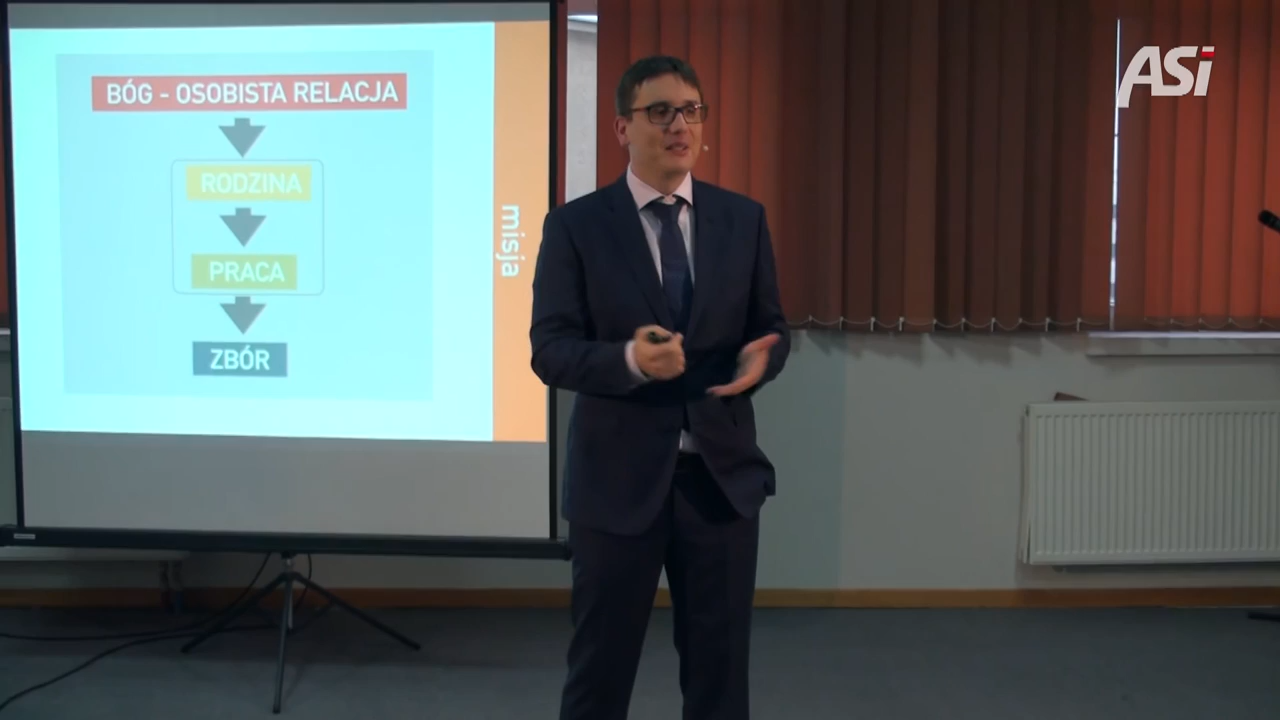 BÓG - OSOBISTA RELACJA
RODZINA
PRACA
ZBÓR
misja
ASi